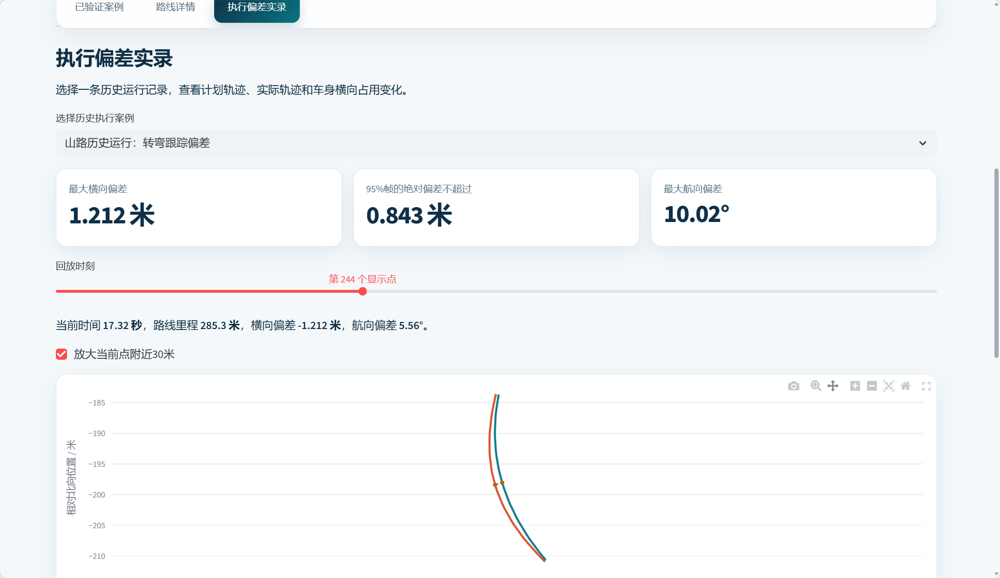 已验证案例
路线详情
执行偏差实录
执行偏差实录
选择一条历史运行记录，查看计划轨迹、实际轨迹和车身横向占用变化。
选择历史执行案例
山路历史运行：转弯跟踪偏差
最大横向偏差
1.212 米
95%帧的绝对偏差不超过
0.843 米
最大航向偏差
10.02°
回放时刻
第 244 个显示点
当前时间 17.32 秒，路线里程 285.3 米，横向偏差 -1.212 米，航向偏差 5.56°。
放大当前点附近30米
相对北向位置 / 米
−185
−190
−195
−200
−205
−210